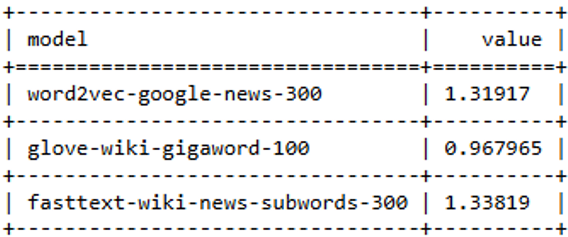 +---------------------------------+----------+
| model                           |    value |
+=================================+==========+
| word2vec-google-news-300        | 1.31917  |
+---------------------------------+----------+
| glove-wiki-gigaword-100         | 0.967965 |
+---------------------------------+----------+
| fasttext-wiki-news-subwords-300 | 1.33819  |
+---------------------------------+----------+